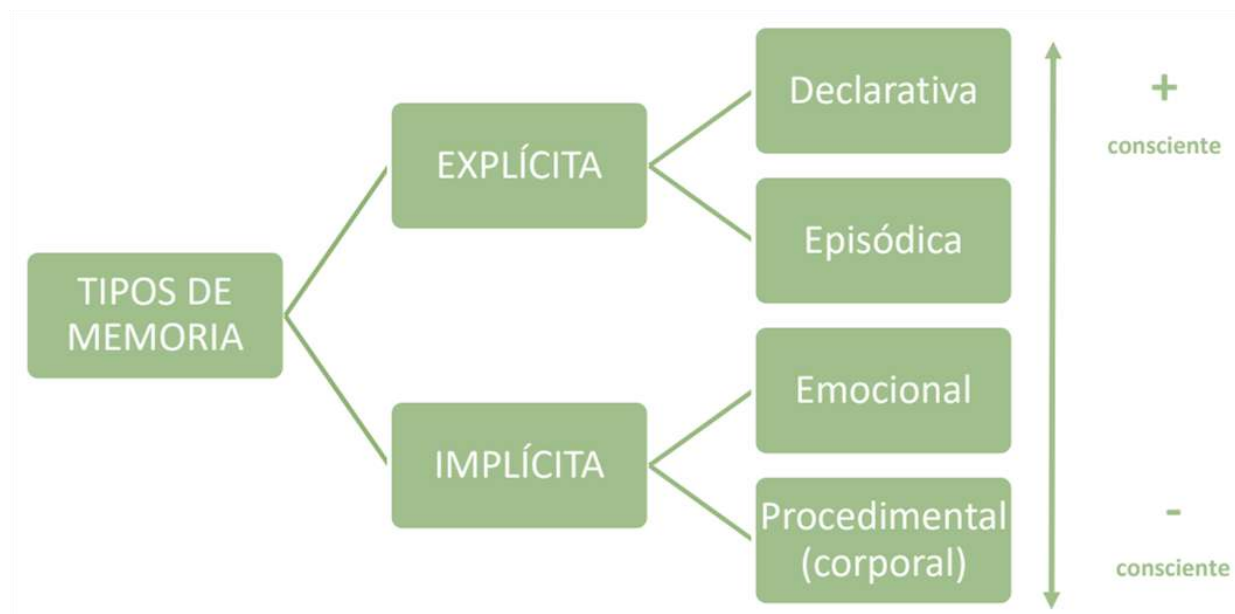 TIPOS DE
MEMORIA
EXPLÍCITA
IMPLÍCITA
Declarativa
Episódica
Emocional
Procedimental
(corporal)
+
consciente
-
consciente